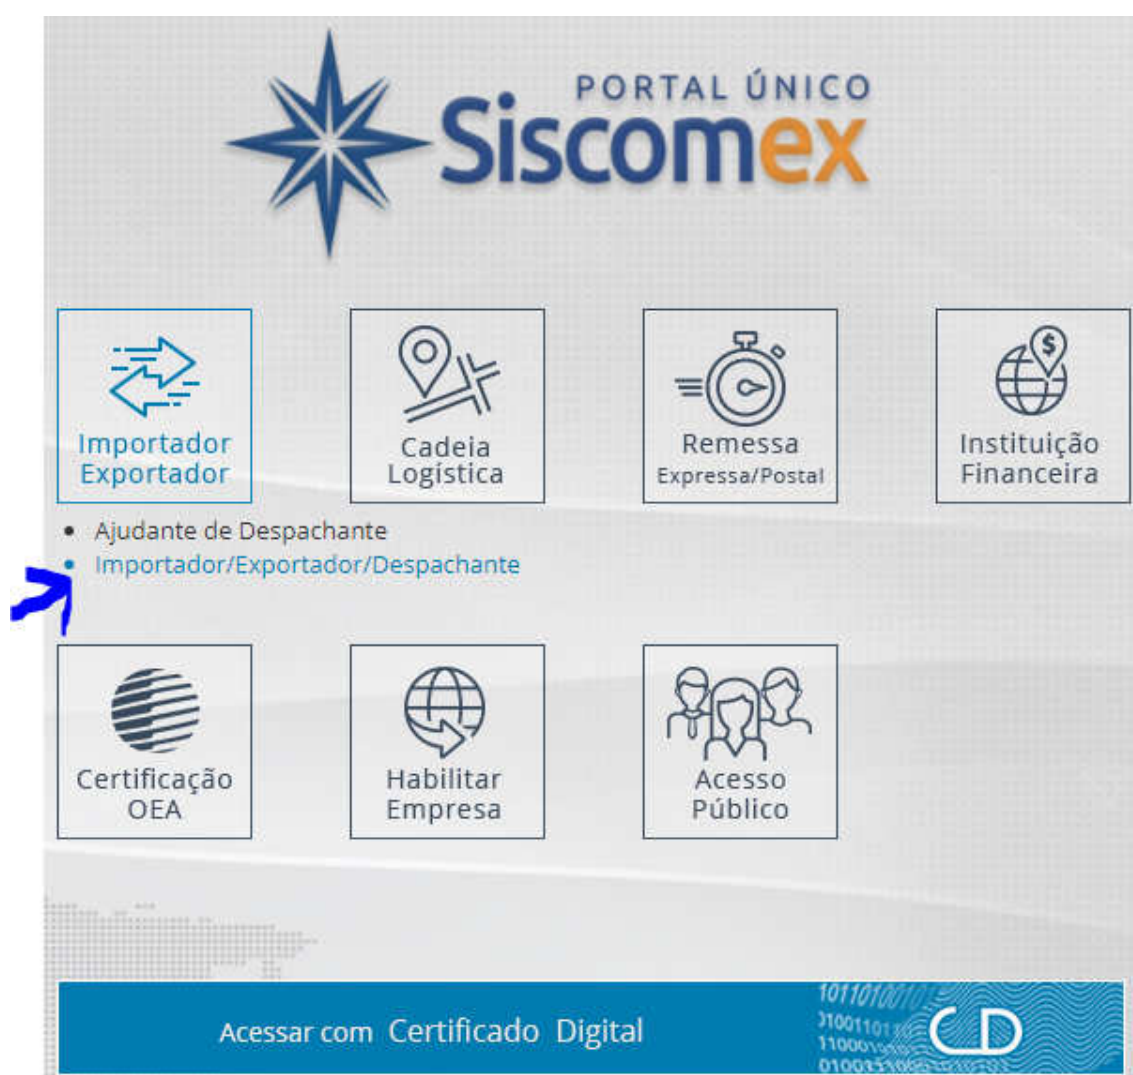 PORTAL ÚNICO
Siscomex
Importador
Exportador
Cadeia
Logística
Remessa
Expressa/Postal
$
Instituição
Financeira
Ajudante de Despachante
Importador/Exportador/Despachante
Certificação
OEA
Habilitar
Empresa
Acesso
Público
Acessar com Certificado Digital
CD